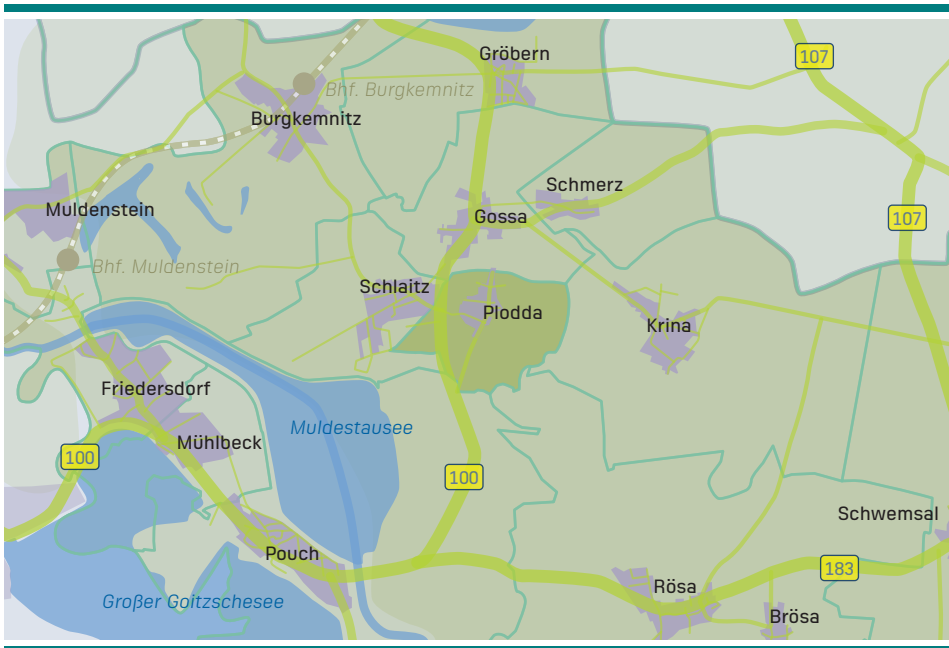 Gröbern
107
Bhf. Burgkemnitz
Burgkemnitz
Schmerz
Muldenstein
Gossa
107
Bhf. Muldenstein
Schlaitz
Plodda
Krina
Friedersdorf
Muldestausee
Mühlbeck
100
100
Schwemsal
Pouch
183
Rösa
Großer Goitzschesee
Brösa